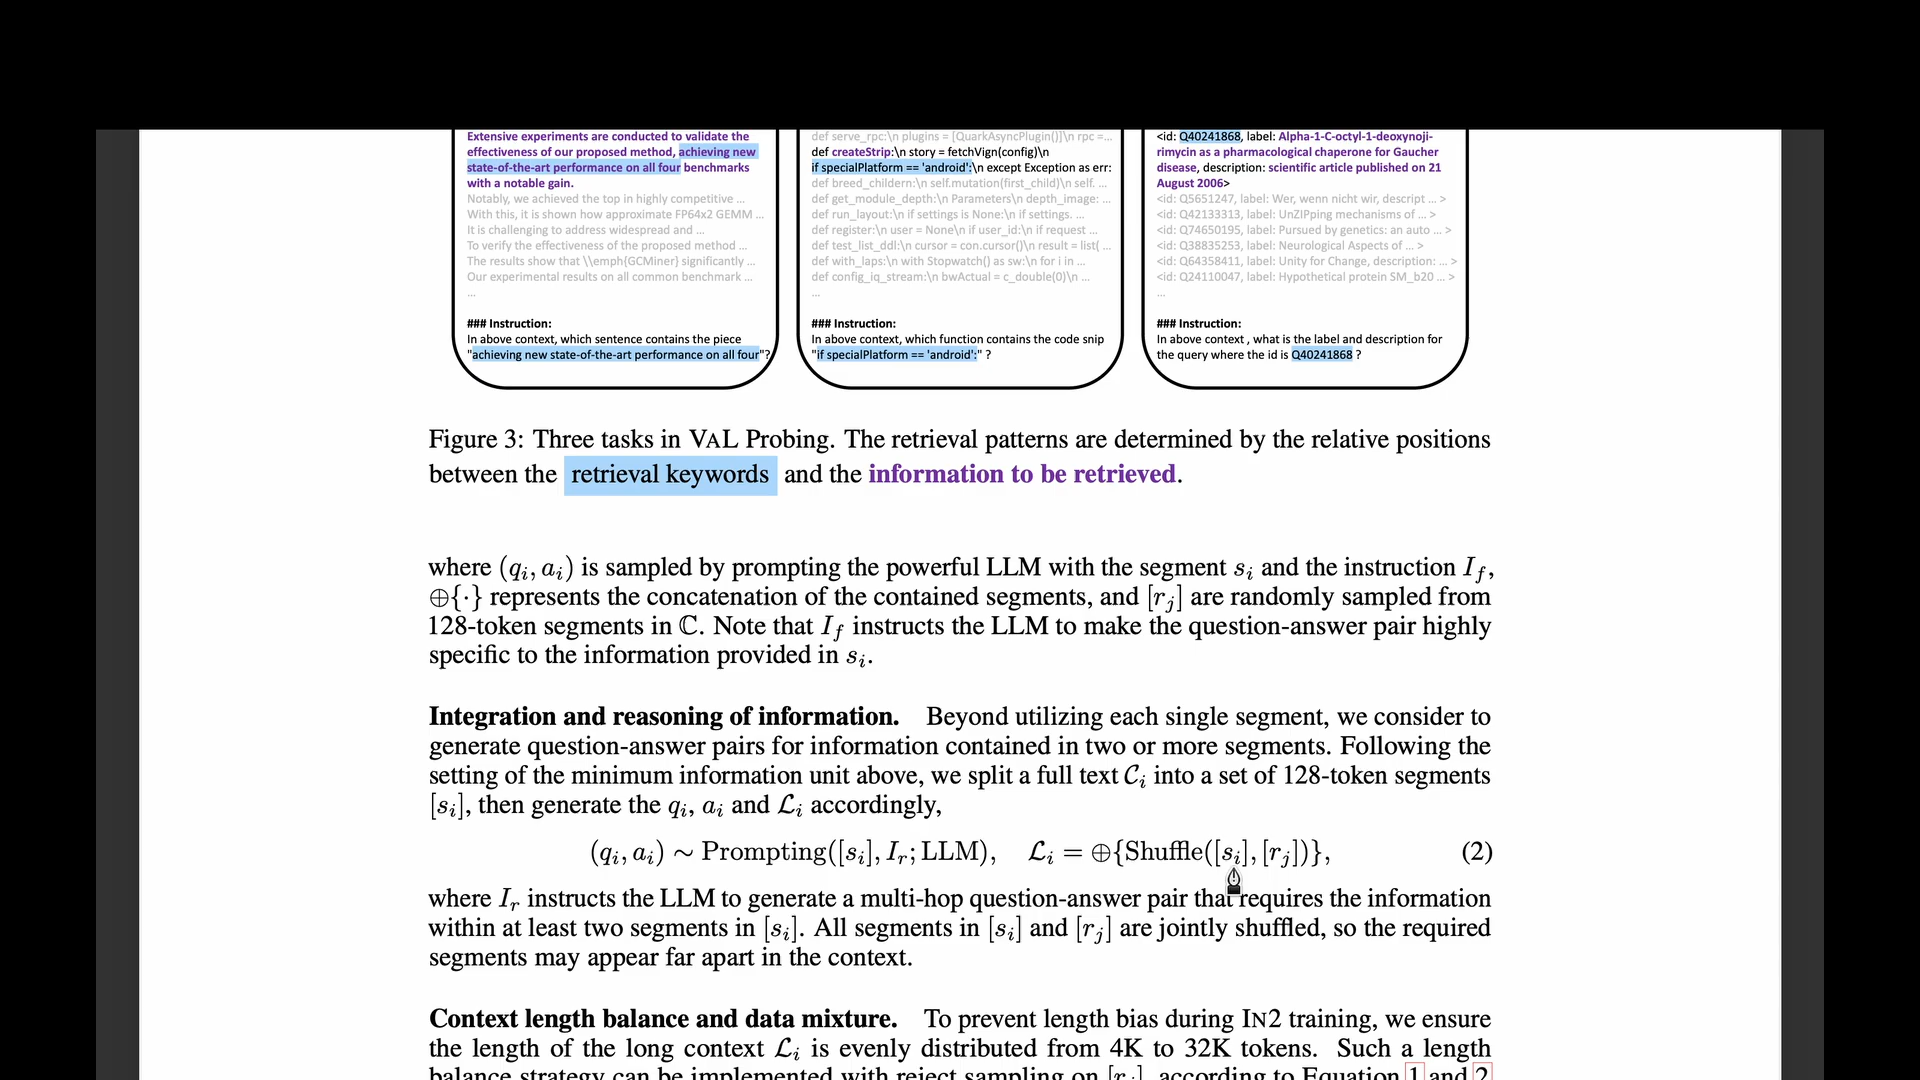 Extensive experiments are conducted to validate the
effectiveness of our proposed method, achieving new
state-of-the-art performance on all four benchmarks
with a notable gain.
Notably, we achieved the top in highly competitive ...
With this, it is shown how approximate FP64x2 GEMM ...
It is challenging to address widespread and ...
To verify the effectiveness of the proposed method ...
The results show that \\emph{GCMiner} significantly ...
Our experimental results on all common benchmark ...
...
### Instruction:
In above context, which sentence contains the piece
"achieving new state-of-the-art performance on all four"?
def serve_rpc:\n plugins = [QuarkAsyncPlugin()]\n rpc =...
def createStrip:\n story = fetchVign(config)\n
if specialPlatform == 'android':\n except Exception as err:
def breed_childern:\n self.mutation(first_child)\n self. ...
def get_module_depth:\n Parameters\n depth_image: ...
def run_layout:\n if settings is None:\n if settings. ...
def register:\n user = None\n if user_id:\n if request ...
def test_list_ddl:\n cursor = con.cursor()\n result = list( ...
def with_laps:\n with Stopwatch() as sw:\n for i in ...
def config_iq_stream:\n bwActual = c_double(0)\n ...
...
### Instruction:
In above context, which function contains the code snip
"if specialPlatform == 'android':" ?
<id: Q40241868, label: Alpha-1-C-octyl-1-deoxynoji-
rimycin as a pharmacological chaperone for Gaucher
disease, description: scientific article published on 21
August 2006>
<id: Q5651247, label: Wer, wenn nicht wir, descript ... >
<id: Q42133313, label: UnZIPping mechanisms of ... >
<id: Q74650195, label: Pursued by genetics: an auto ... >
<id: Q38835253, label: Neurological Aspects of ... >
<id: Q64358411, label: Unity for Change, description: ... >
<id: Q24110047, label: Hypothetical protein SM_b20 ... >
...
### Instruction:
In above context , what is the label and description for
the query where the id is Q40241868 ?
Figure 3: Three tasks in VAL Probing. The retrieval patterns are determined by the relative positions
between the retrieval keywords and the information to be retrieved.
where (qᵢ, aᵢ) is sampled by prompting the powerful LLM with the segment sᵢ and the instruction I_f,
⊕{·} represents the concatenation of the contained segments, and [rⱼ] are randomly sampled from
128-token segments in ℂ. Note that I_f instructs the LLM to make the question-answer pair highly
specific to the information provided in sᵢ.
Integration and reasoning of information. Beyond utilizing each single segment, we consider to
generate question-answer pairs for information contained in two or more segments. Following the
setting of the minimum information unit above, we split a full text 𝒞ᵢ into a set of 128-token segments
[sᵢ], then generate the qᵢ, aᵢ and ℒᵢ accordingly,
(qᵢ, aᵢ) ∼ Prompting([sᵢ], Iᵣ; LLM), ℒᵢ = ⊕{Shuffle([sᵢ], [rⱼ])}, (2)
where Iᵣ instructs the LLM to generate a multi-hop question-answer pair that requires the information
within at least two segments in [sᵢ]. All segments in [sᵢ] and [rⱼ] are jointly shuffled, so the required
segments may appear far apart in the context.
Context length balance and data mixture. To prevent length bias during IN2 training, we ensure
the length of the long context ℒᵢ is evenly distributed from 4K to 32K tokens. Such a length
balance strategy can be implemented with reject sampling on [rⱼ], according to Equation 1 and 2